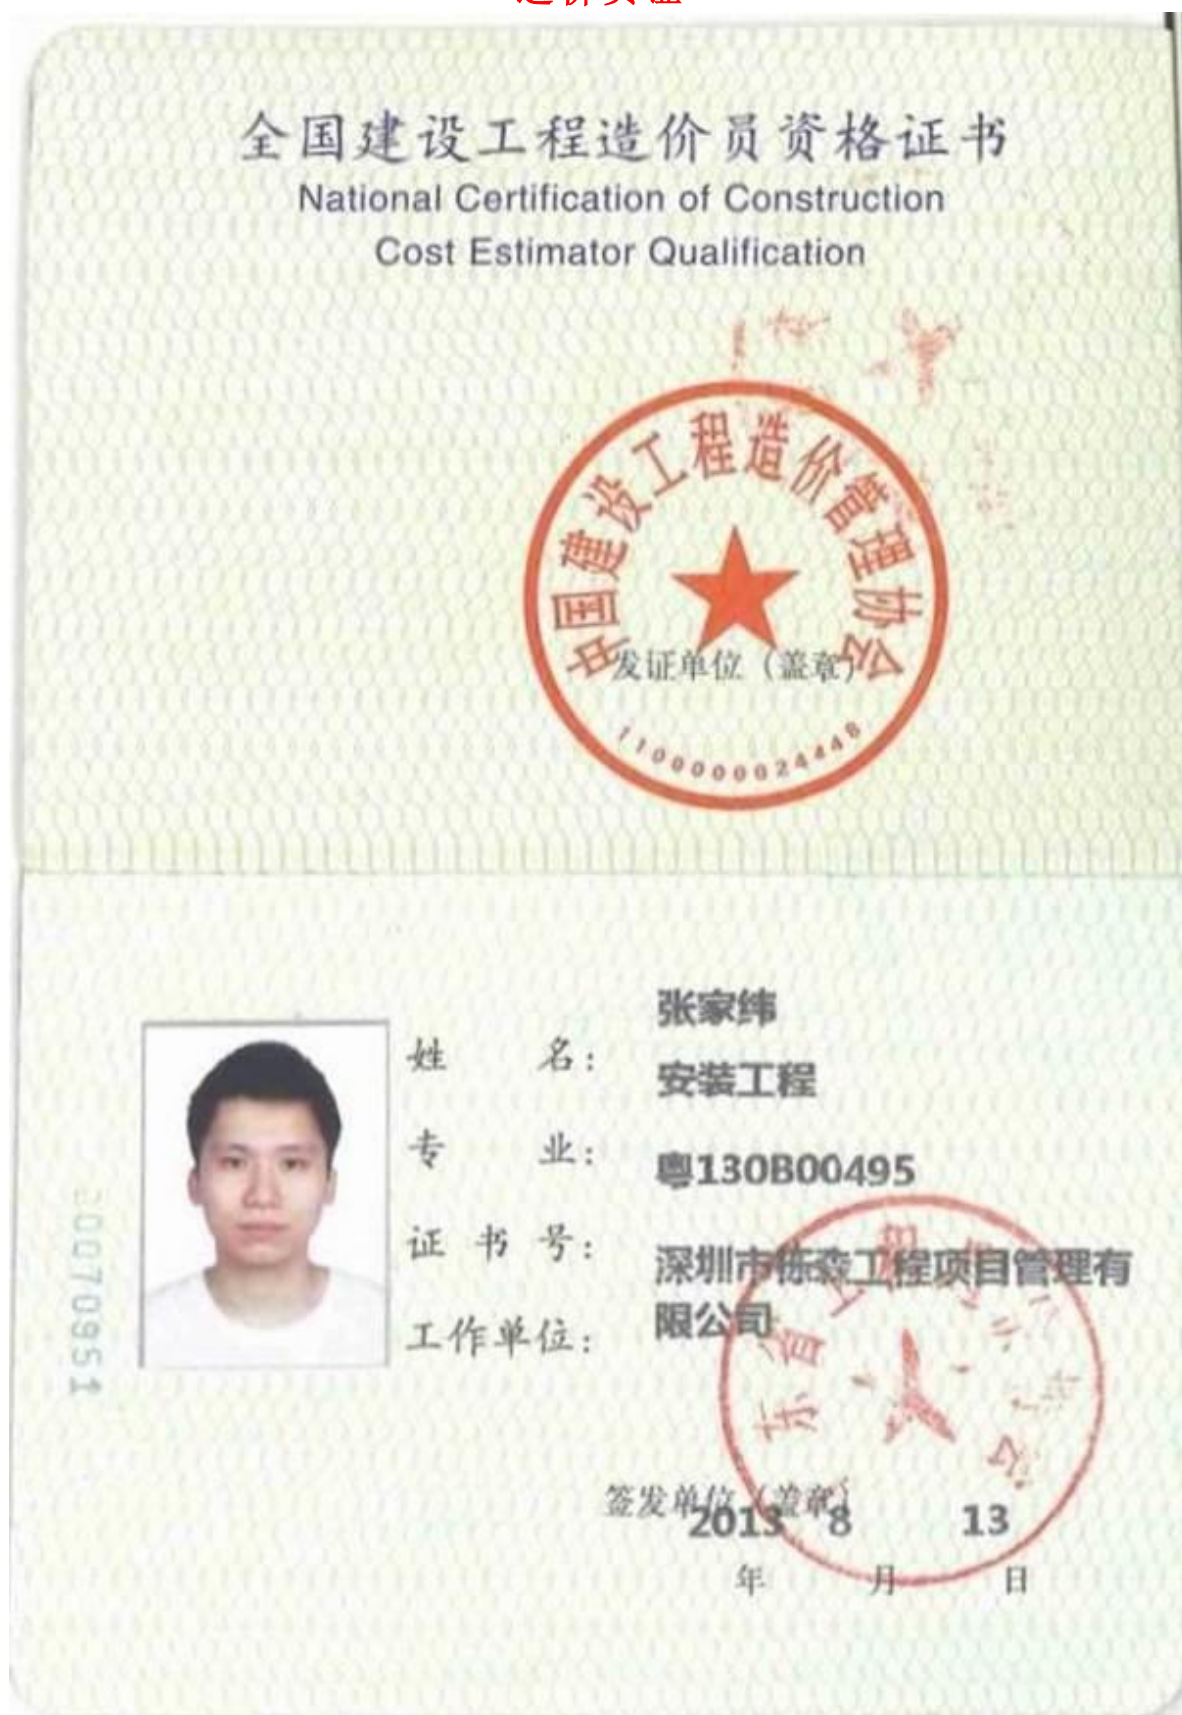 全国建设工程造价员资格证书
National Certification of Construction
Cost Estimator Qualification
中国建设工程造价管理协会
发证单位（盖章）
1100000024448
姓 名： 张家纬
专 业： 安装工程
证 书 号： 粤130B00495
工作单位： 深圳市栋森工程项目管理有
限公司
00709551
签发单位（盖章）
2013 8 13
年 月 日